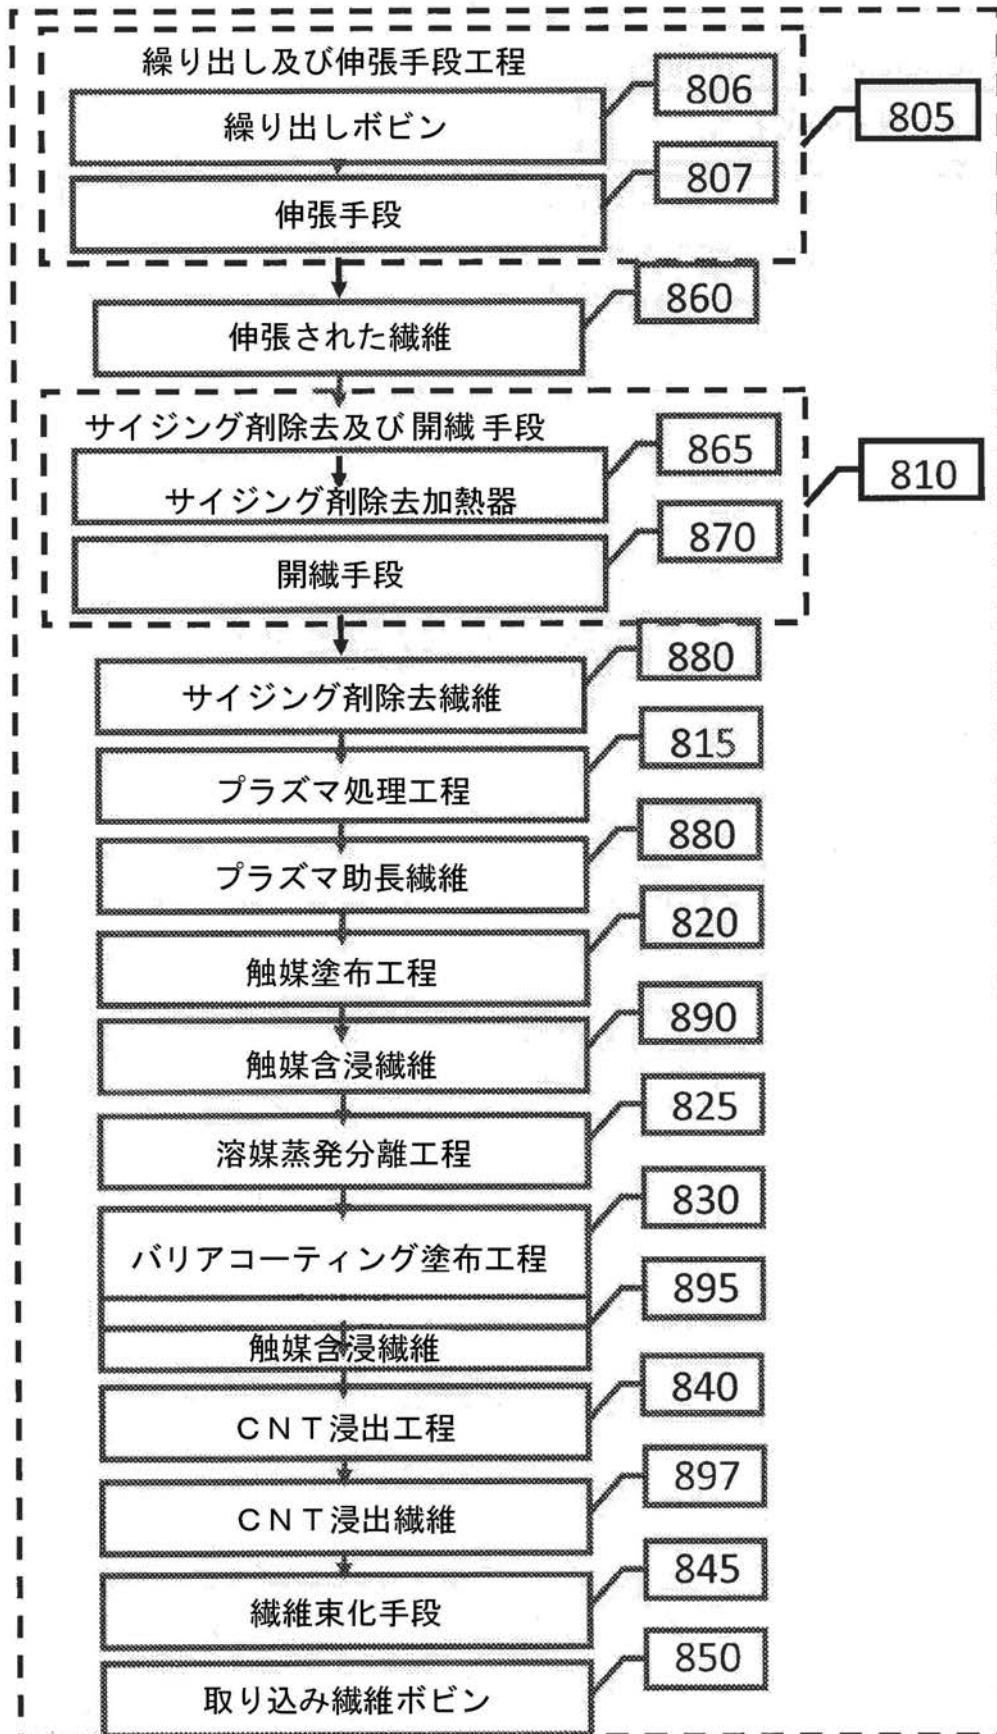 繰り出し及び伸張手段工程
806
繰り出しボビン
805
807
伸張手段
860
伸張された繊維
サイジング剤除去及び開繊手段
865
810
サイジング剤除去加熱器
870
開繊手段
880
サイジング剤除去繊維
815
プラズマ処理工程
880
プラズマ助長繊維
820
触媒塗布工程
890
触媒含浸繊維
825
溶媒蒸発分離工程
830
バリアコーティング塗布工程
895
触媒含浸繊維
840
CNT浸出工程
897
CNT浸出繊維
845
繊維束化手段
850
取り込み繊維ボビン